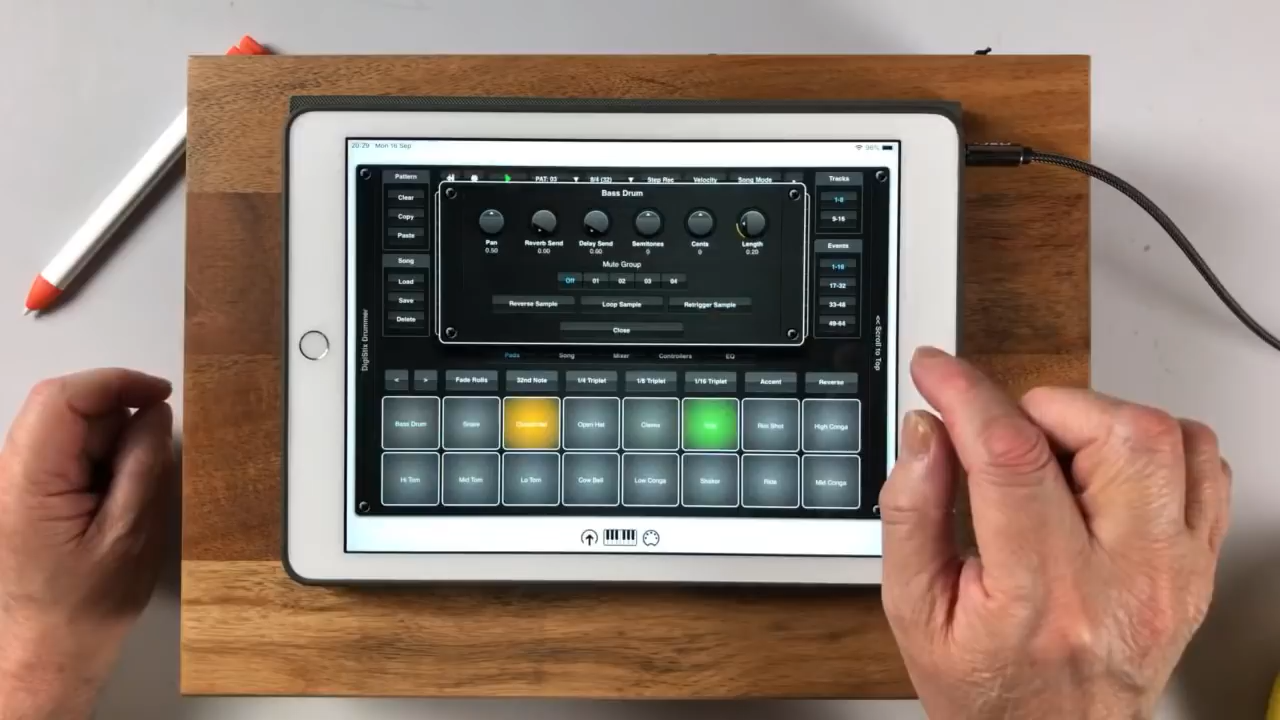 20:29 Mon 16 Sep
96%
Pattern
Clear
Copy
Paste
Song
Load
Save
Delete
PAT: 03
Step Rec
Velocity
Song Mode
Bass Drum
Pan
0.50
Reverb Send
0.00
Delay Send
0.00
Semitones
0
Cents
0
Length
0.20
Mute Group
Off 01 02 03 04
Reverse Sample Loop Sample Retrigger Sample
Close
Tracks
1-8
9-16
Events
1-16
17-32
33-48
49-64
DigiStix Drummer
<< Scroll to Top
Pads Song Mixer Controllers EQ
< > Fade Rolls 32nd Note 1/4 Triplet 1/8 Triplet 1/16 Triplet Accent Reverse
Bass Drum Snare Open Hat Claves Rim Shot High Conga
Hi Tom Mid Tom Lo Tom Cow Bell Low Conga Shaker Ride Mid Conga